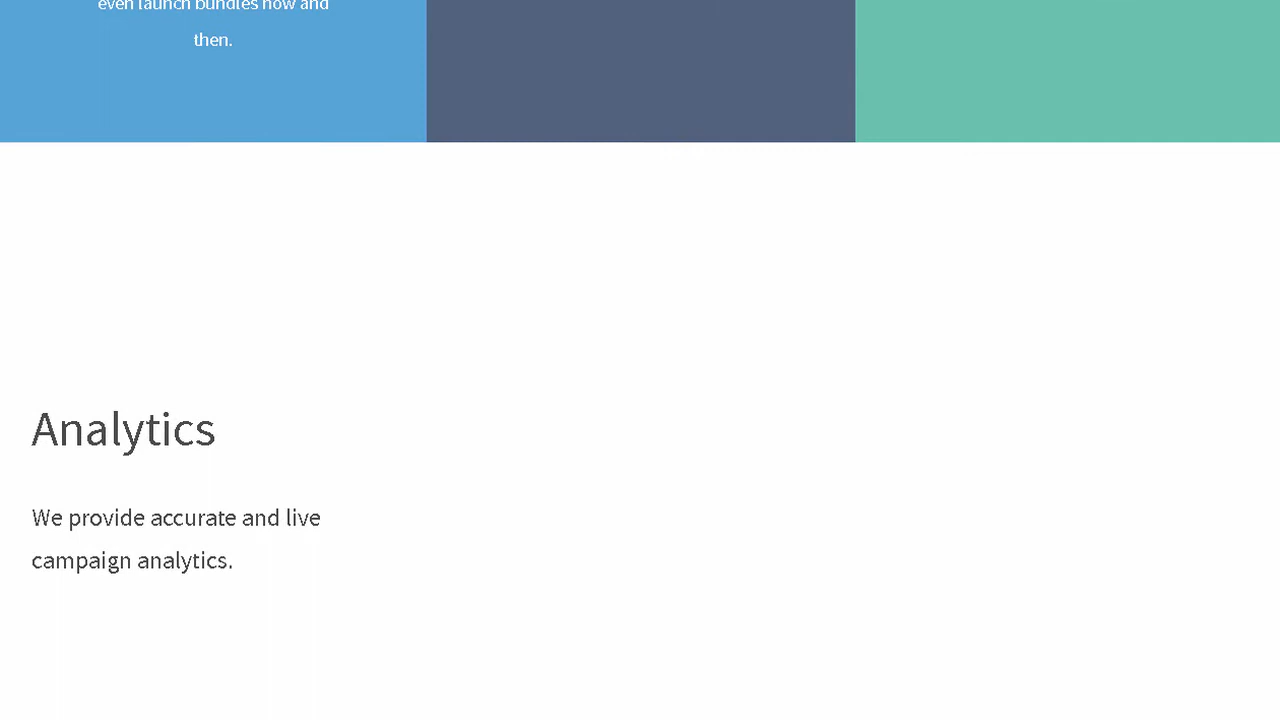 even launch bundles now and
then.
Analytics
We provide accurate and live
campaign analytics.